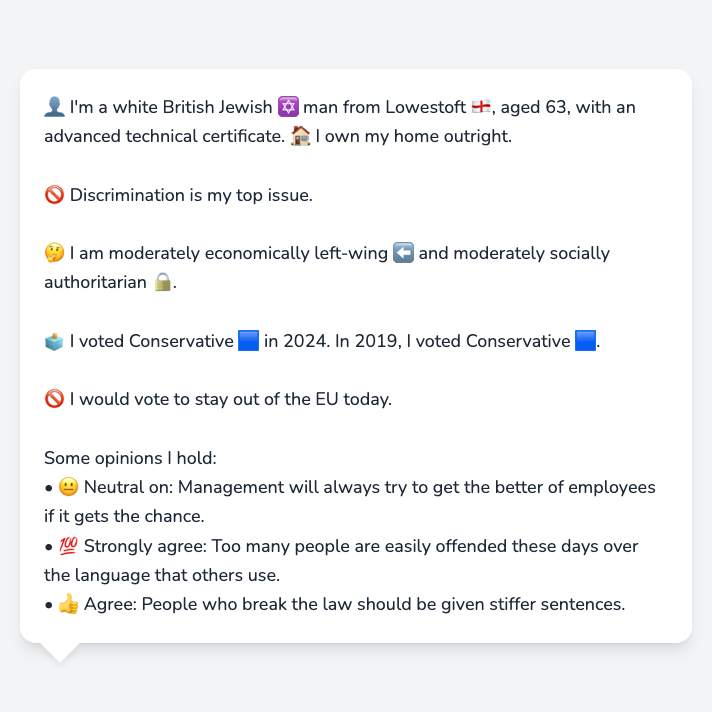 👤 I'm a white British Jewish ✡️ man from Lowestoft 🏴󠁧󠁢󠁥󠁮󠁧󠁿, aged 63, with an
advanced technical certificate. 🏠 I own my home outright.
🚫 Discrimination is my top issue.
🤔 I am moderately economically left-wing ⬅️ and moderately socially
authoritarian 🔒.
🗳️ I voted Conservative 🟦 in 2024. In 2019, I voted Conservative 🟦.
🚫 I would vote to stay out of the EU today.
Some opinions I hold:
• 😐 Neutral on: Management will always try to get the better of employees
if it gets the chance.
• 💯 Strongly agree: Too many people are easily offended these days over
the language that others use.
• 👍 Agree: People who break the law should be given stiffer sentences.